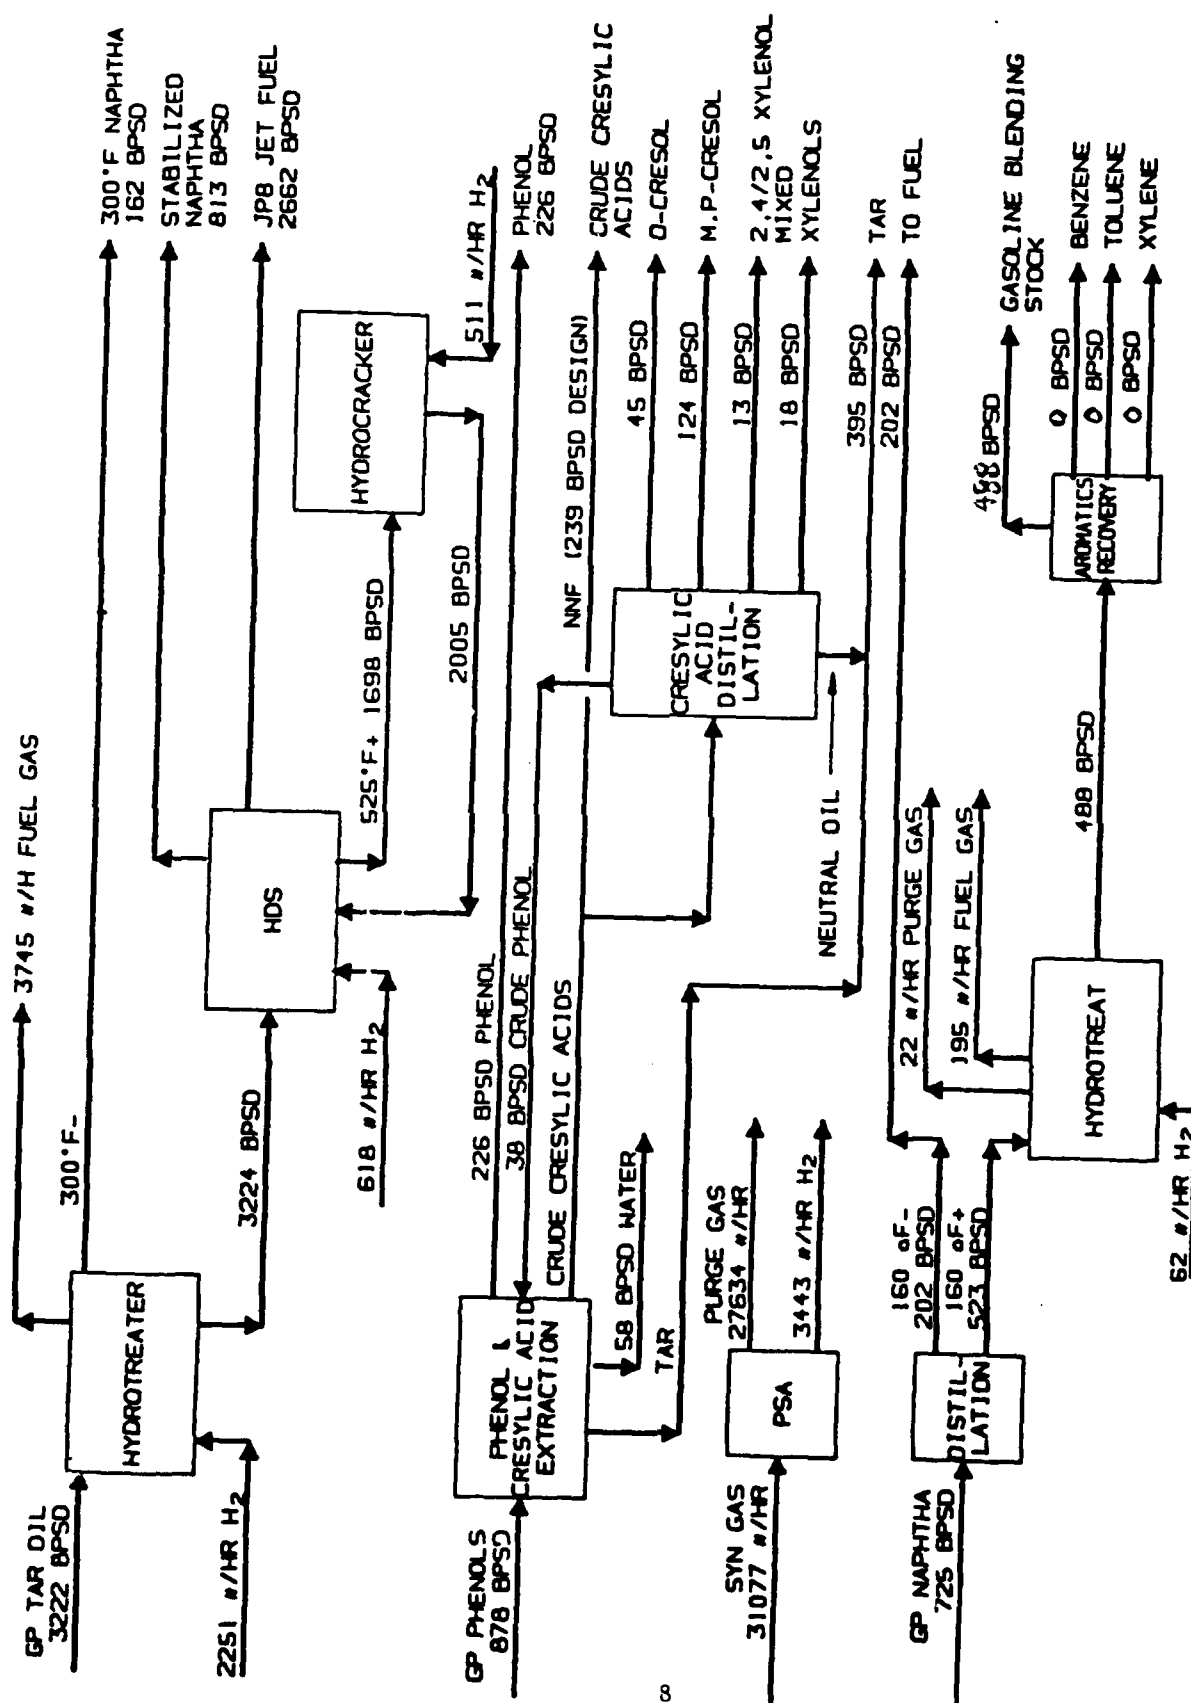 GP TAR OIL
3222 BPSD
2251 #/HR H2
HYDROTREATER
3745 #/H FUEL GAS
300°F-
300°F NAPHTHA
162 BPSD
3224 BPSD
618 #/HR H2
HDS
STABILIZED
NAPHTHA
813 BPSD
JP8 JET FUEL
2662 BPSD
525°F+ 1698 BPSD
2005 BPSD
HYDROCRACKER
511 #/HR H2
GP PHENOLS
878 BPSD
PHENOL &
CRESYLIC ACID
EXTRACTION
226 BPSD PHENOL
38 BPSD CRUDE PHENOL
CRUDE CRESYLIC ACIDS
58 BPSD WATER
TAR
PHENOL
226 BPSD
NNF (239 BPSD DESIGN)
CRUDE CRESYLIC
ACIDS
CRESYLIC
ACID
DISTIL-
LATION
45 BPSD
O-CRESOL
124 BPSD
M,P-CRESOL
13 BPSD
2,4/2,5 XYLENOL
18 BPSD
MIXED
XYLENOLS
NEUTRAL OIL
395 BPSD
TAR
202 BPSD
TO FUEL
SYN GAS
31077 #/HR
PSA
PURGE GAS
27634 #/HR
3443 #/HR H2
GP NAPHTHA
725 BPSD
DISTIL-
LATION
160 oF-
202 BPSD
160 oF+
523 BPSD
62 #/HR H2
HYDROTREAT
22 #/HR PURGE GAS
195 #/HR FUEL GAS
488 BPSD
AROMATICS
RECOVERY
488 BPSD
GASOLINE BLENDING
STOCK
0 BPSD
BENZENE
0 BPSD
TOLUENE
0 BPSD
XYLENE
8